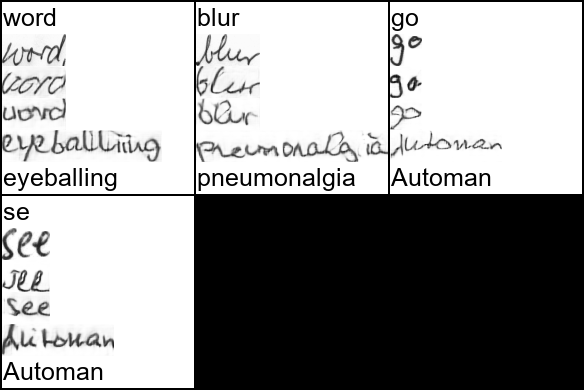 word
word,
word
word
eyeballing
eyeballing
blur
blur
blur
blur
pneumonalgia
pneumonalgia
go
go
go
go
Automan
Automan
se
see
see
see
Automan
Automan